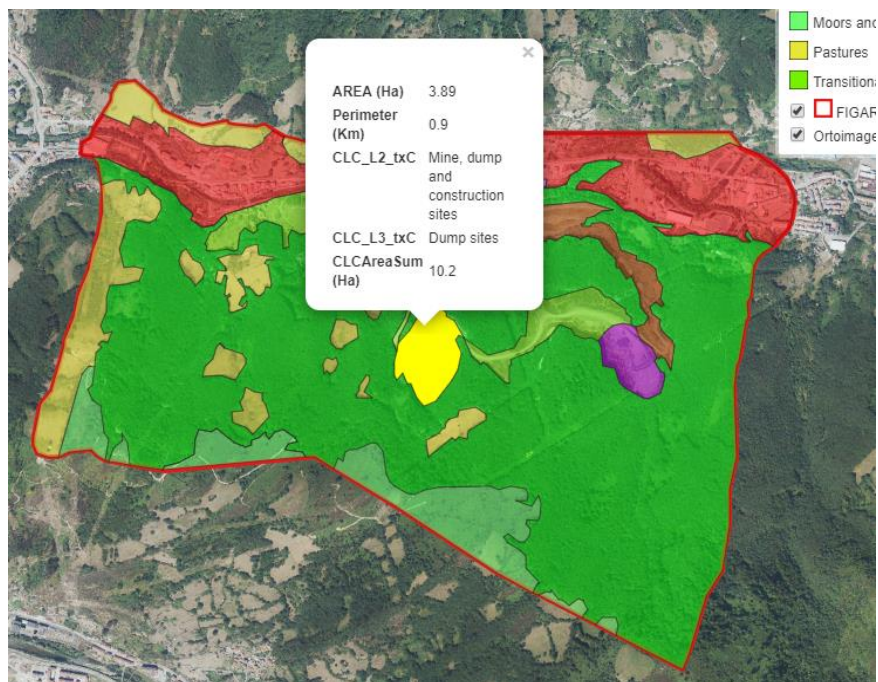 ×
AREA (Ha) 3.89
Perimeter (Km) 0.9
CLC_L2_txC Mine, dump and construction sites
CLC_L3_txC Dump sites
CLCAreaSum (Ha) 10.2
Moors and
Pastures
Transitiona
FIGAR
Ortoimage